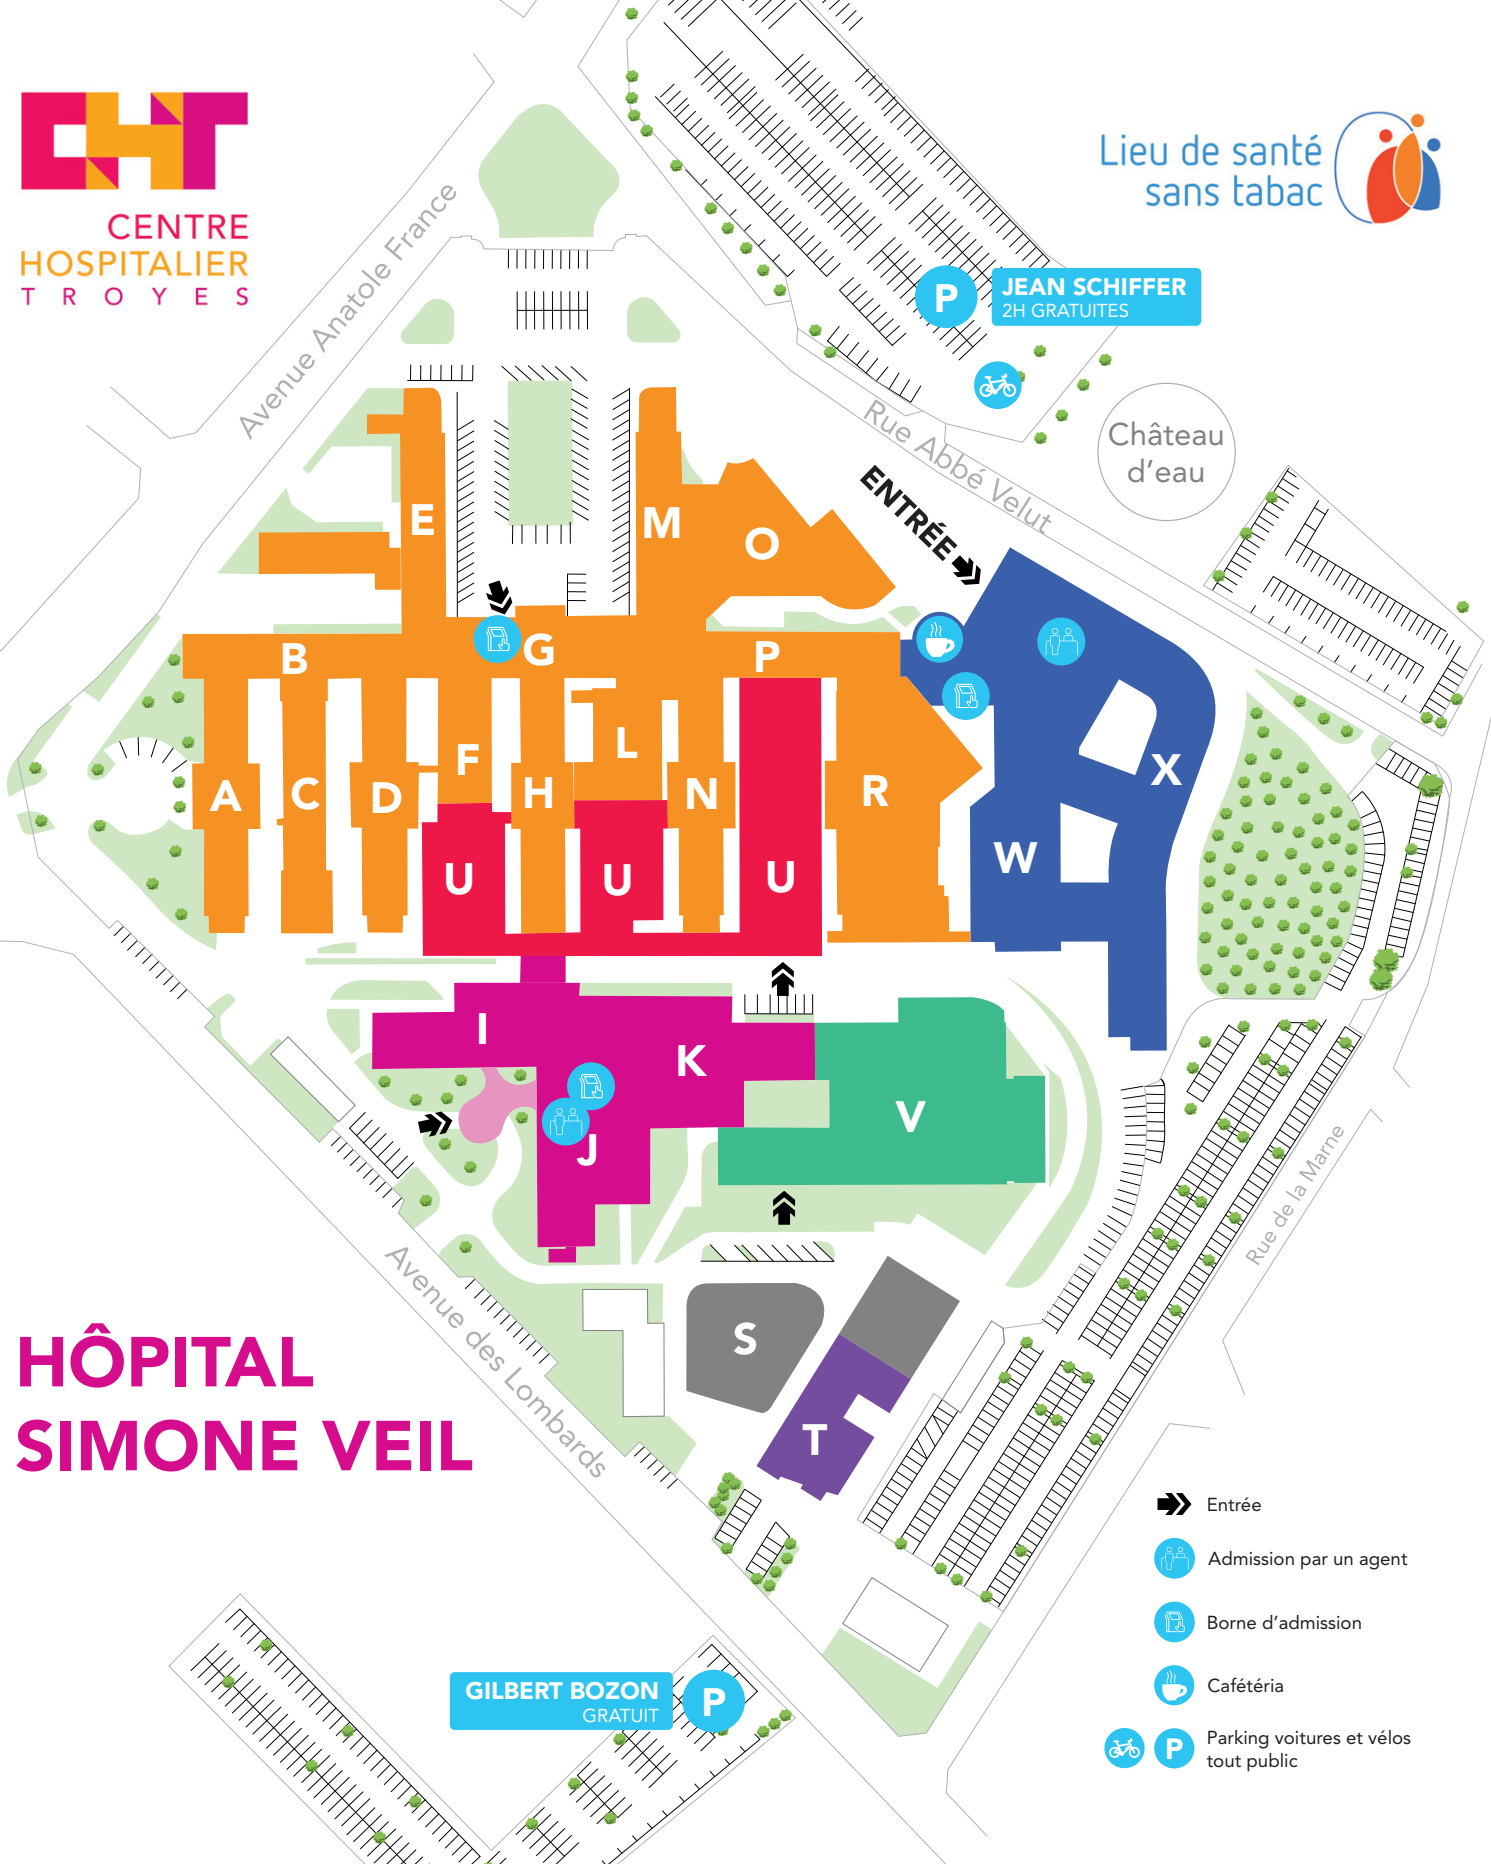 CHT
CENTRE
HOSPITALIER
TROYES
Lieu de santé
sans tabac
Avenue Anatole France
P
JEAN SCHIFFER
2H GRATUITES
Rue Abbé Velut
Château
d'eau
ENTRÉE
E
M
O
B
G
P
A
C
D
F
H
L
N
R
X
W
U
U
U
I
K
J
V
S
T
Rue de la Marne
Avenue des Lombards
HÔPITAL
SIMONE VEIL
GILBERT BOZON
GRATUIT
P
Entrée
Admission par un agent
Borne d'admission
Cafétéria
P
Parking voitures et vélos
tout public